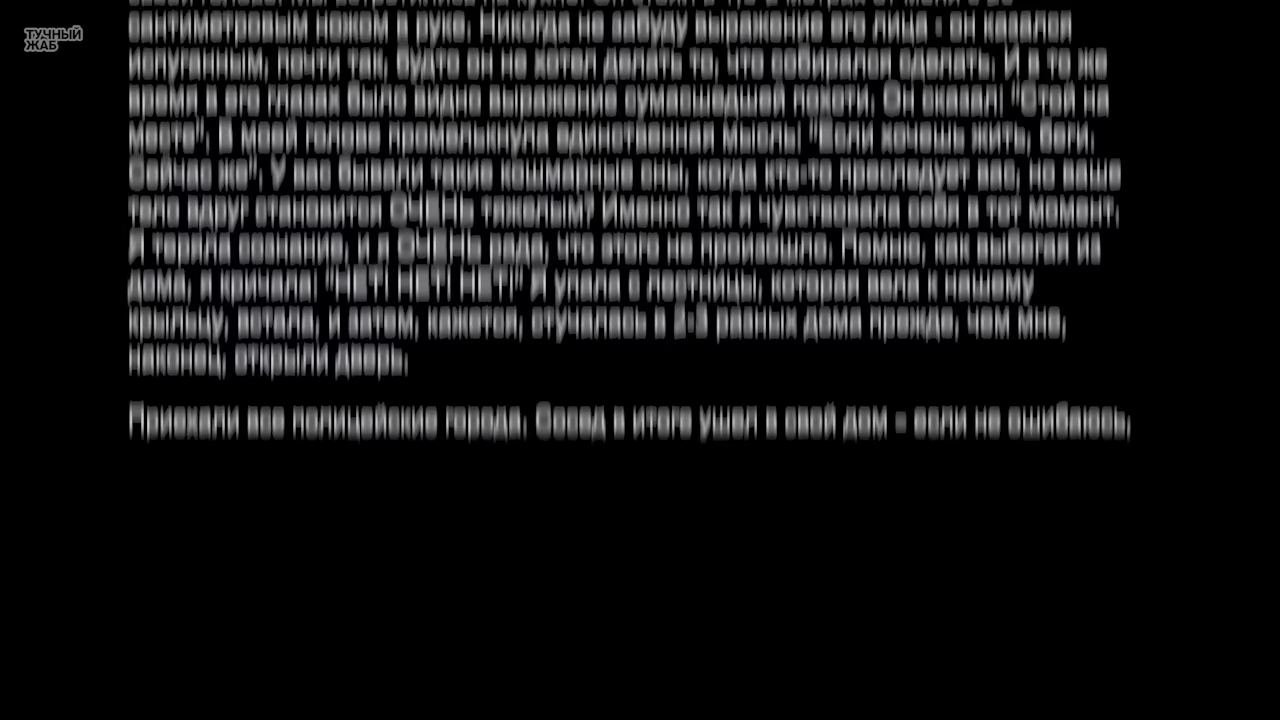 ТУЧНЫЙ
ЖАБ
сантиметровым ножом в руке. Никогда не забуду выражение его лица - он казался
испуганным, почти так, будто он не хотел делать то, что собирался сделать. И в то же
время в его глазах было видно выражение сумасшедшей похоти. Он сказал: "Стой на
месте". В моей голове промелькнула единственная мысль: "Если хочешь жить, беги.
Сейчас же". У вас бывали такие кошмарные сны, когда кто-то преследует вас, но ваше
тело вдруг становится ОЧЕНЬ тяжелым? Именно так я чувствовала себя в тот момент.
Я теряла сознание, и я ОЧЕНЬ рада, что этого не произошло. Помню, как выбегая из
дома, я кричала: "НЕТ! НЕТ! НЕТ!" Я упала с лестницы, которая вела к нашему
крыльцу, встала, и затем, кажется, стучалась в разных дома прежде, чем мне,
наконец, открыли дверь.
Приехали все полицейские города. Сосед в итоге ушел в свой дом - если не ошибаюсь,